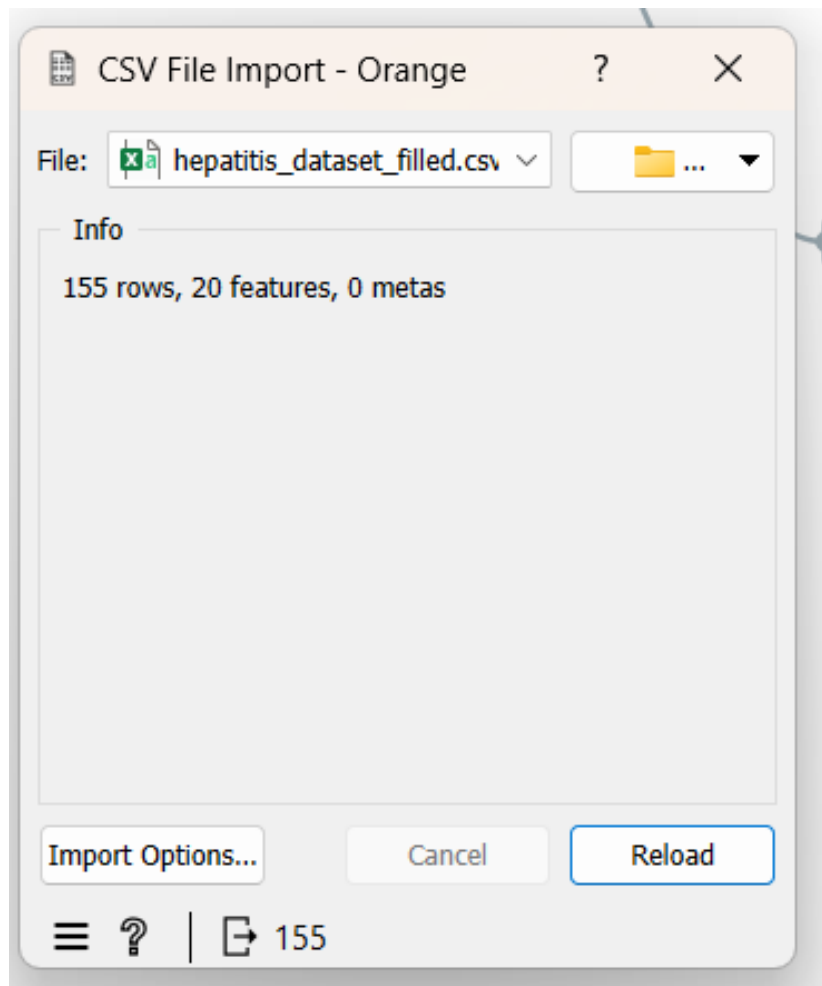 CSV File Import - Orange ?
File: hepatitis_dataset_filled.csv ...
Info
155 rows, 20 features, 0 metas
Import Options... Cancel Reload
155